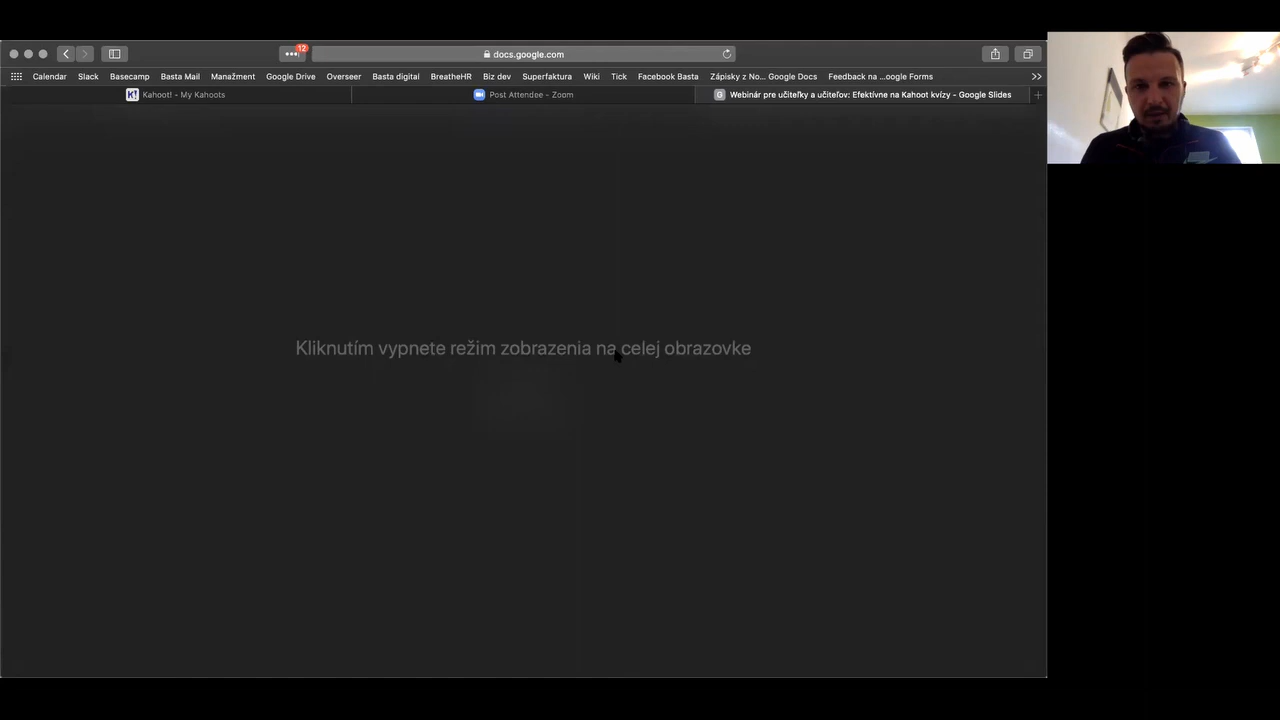 12
docs.google.com
Calendar Slack Basecamp Basta Mail Manažment Google Drive Overseer Basta digital BreatheHR Biz dev Superfaktura Wiki Tick Facebook Basta Zápisky z No... Google Docs Feedback na ...oogle Forms
K! Kahoot! - My Kahoots Post Attendee - Zoom G Webinár pre učiteľky a učiteľov: Efektívne na Kahoot kvízy - Google Slides
Kliknutím vypnete režim zobrazenia na celej obrazovke